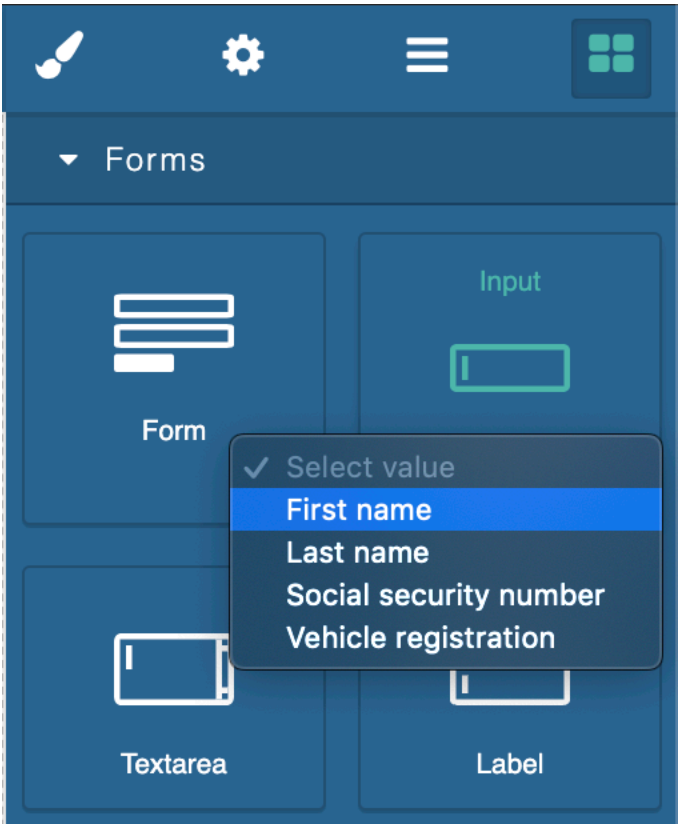 Forms
Input
Form
Select value
First name
Last name
Social security number
Vehicle registration
Textarea
Label